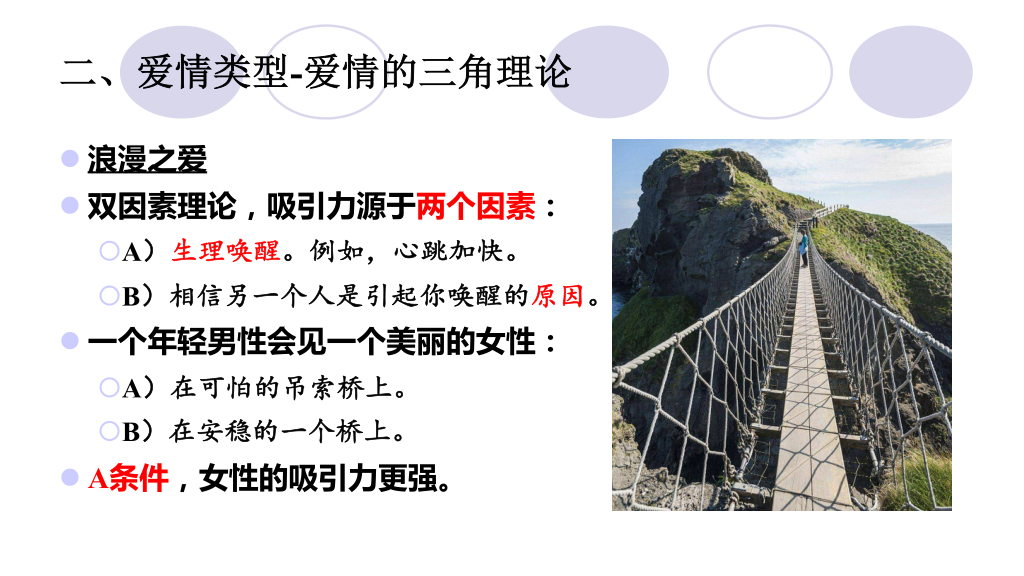 二、爱情类型-爱情的三角理论
浪漫之爱
双因素理论，吸引力源于两个因素：
A）生理唤醒。例如，心跳加快。
B）相信另一个人是引起你唤醒的原因。
一个年轻男性会见一个美丽的女性：
A）在可怕的吊索桥上。
B）在安稳的一个桥上。
A条件，女性的吸引力更强。